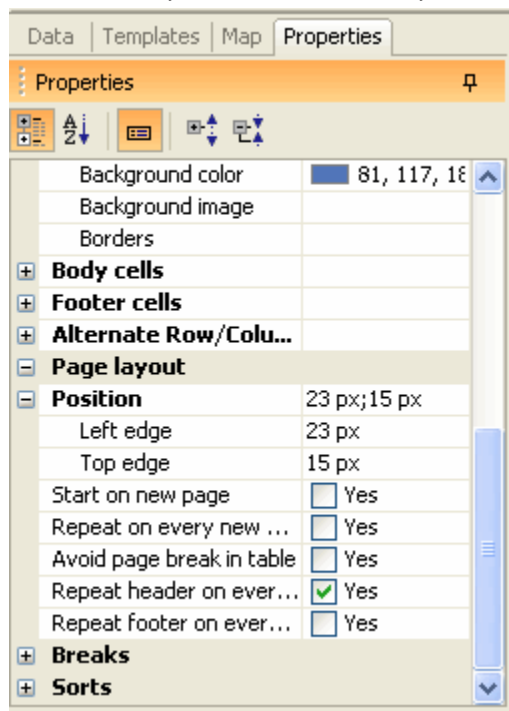 Data Templates Map Properties
Properties
A Z
Background color 81, 117, 18
Background image
Borders
Body cells
Footer cells
Alternate Row/Colu...
Page layout
Position 23 px;15 px
Left edge 23 px
Top edge 15 px
Start on new page Yes
Repeat on every new ... Yes
Avoid page break in table Yes
Repeat header on ever... Yes
Repeat footer on ever... Yes
Breaks
Sorts